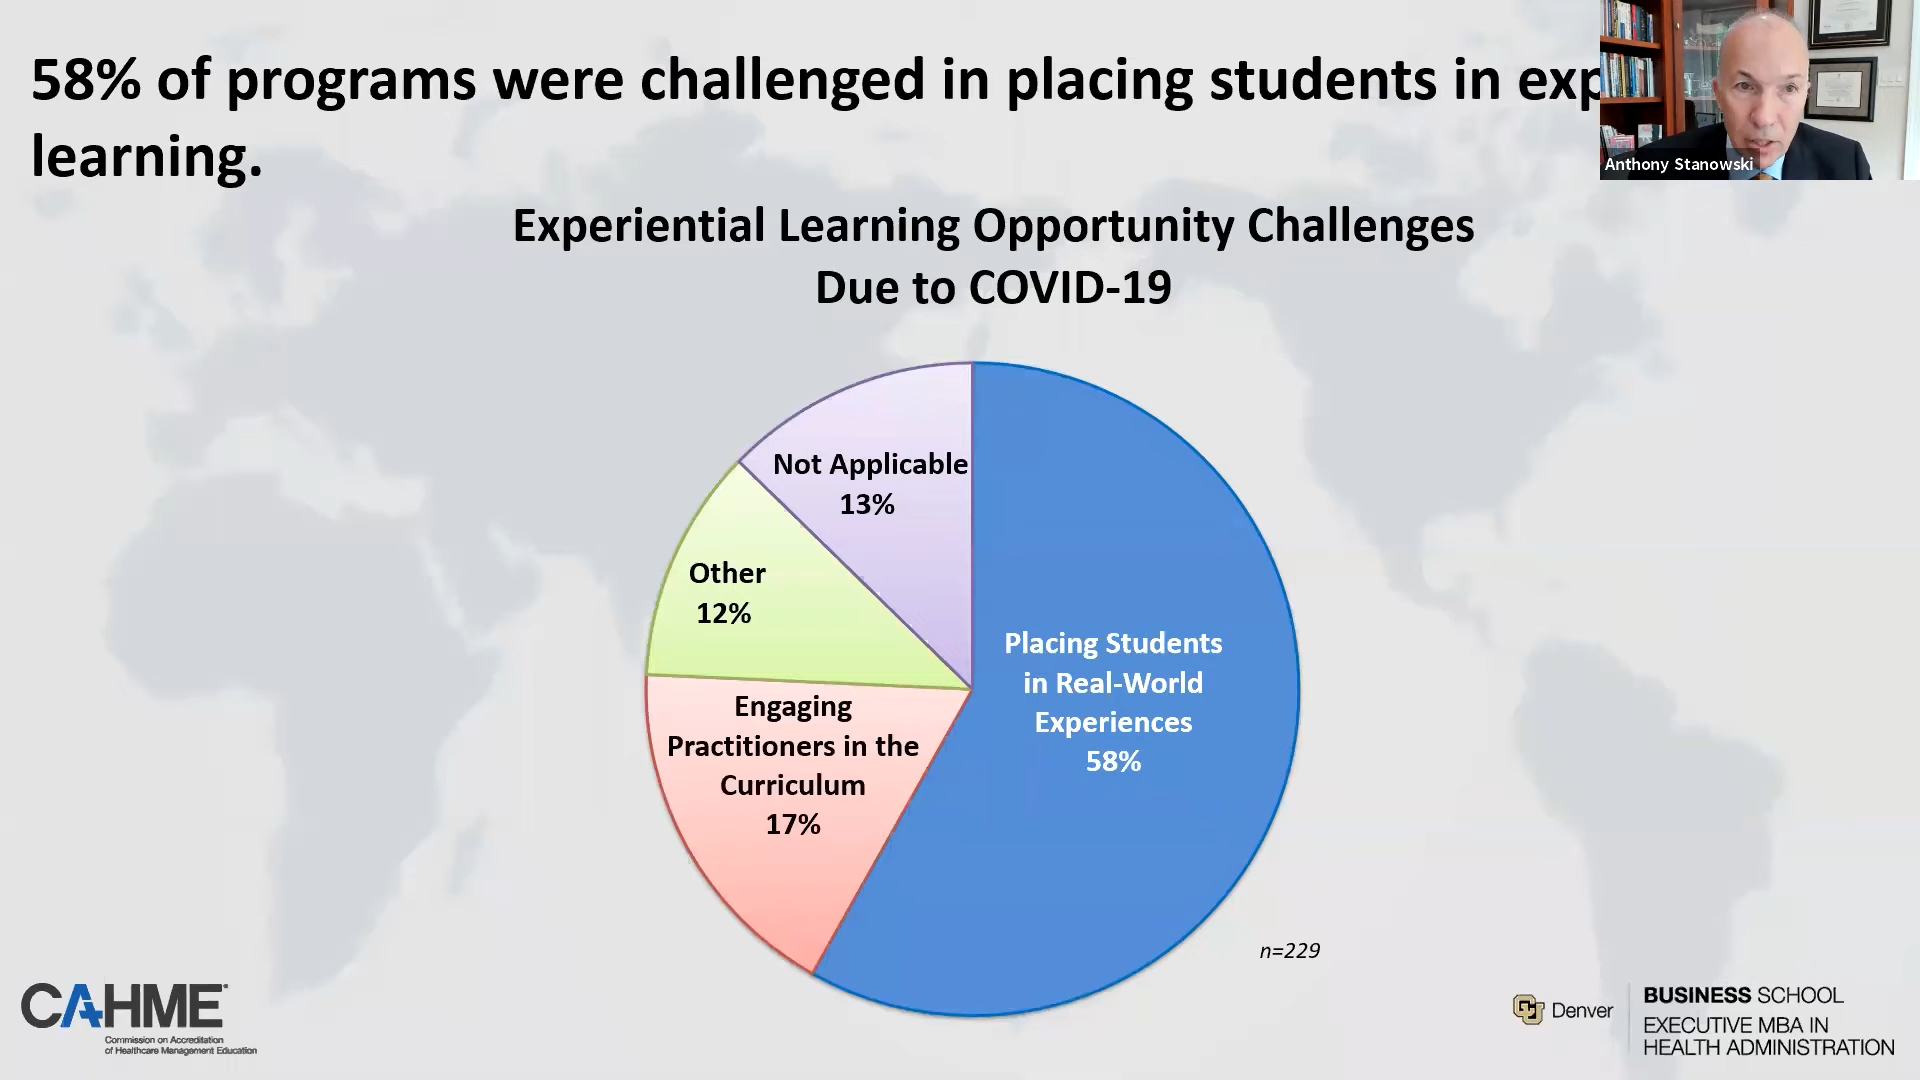 58% of programs were challenged in placing students in exp
learning.
Anthony Stanowski
Experiential Learning Opportunity Challenges
Due to COVID-19
Not Applicable
13%
Other
12%
Placing Students
in Real-World
Experiences
58%
Engaging
Practitioners in the
Curriculum
17%
n=229
CAHME
Commission on Accreditation
of Healthcare Management Education
CU Denver
BUSINESS SCHOOL
EXECUTIVE MBA IN
HEALTH ADMINISTRATION